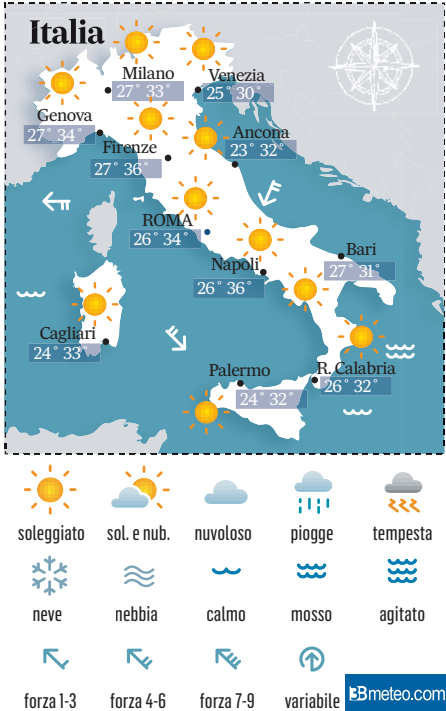 Italia
Milano
27° 33°
Venezia
25° 30°
Genova
27° 34°
Firenze
27° 36°
Ancona
23° 32°
ROMA
26° 34°
Napoli
26° 36°
Bari
27° 31°
Cagliari
24° 33°
Palermo
24° 32°
R. Calabria
26° 32°
soleggiato sol. e nub. nuvoloso piogge tempesta
neve nebbia calmo mosso agitato
forza 1-3 forza 4-6 forza 7-9 variabile
3Bmeteo.com